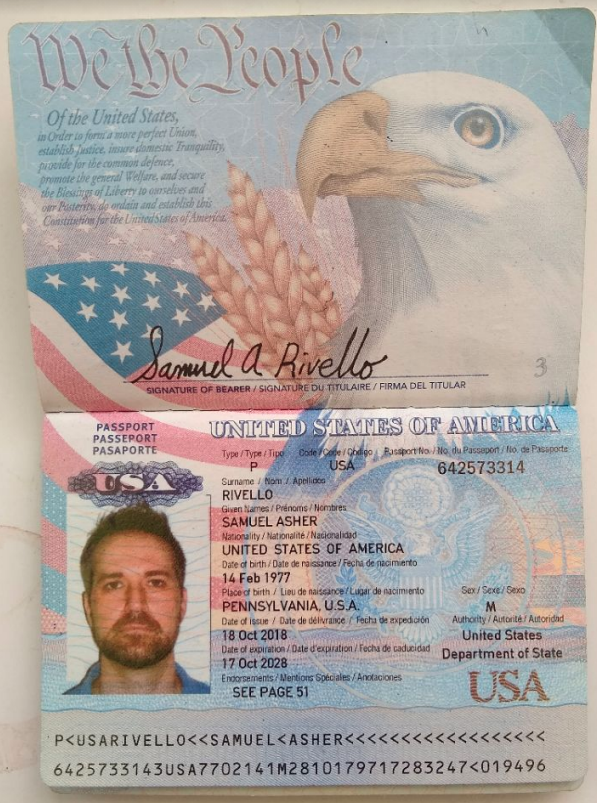 We the People
Of the United States,
in Order to form a more perfect Union,
establish Justice, insure domestic Tranquility,
provide for the common defence,
promote the general Welfare, and secure
the Blessings of Liberty to ourselves and
our Posterity, do ordain and establish this
Constitution for the United States of America.
Samuel A Rivello
SIGNATURE OF BEARER / SIGNATURE DU TITULAIRE / FIRMA DEL TITULAR
3
PASSPORT
PASSEPORT
PASAPORTE
USA
UNITED STATES OF AMERICA
Type / Type / Tipo Code / Code / Código Passport No. / No. du Passeport / No. de Pasaporte
P USA 642573314
Surname / Nom / Apellidos
RIVELLO
Given Names / Prénoms / Nombres
SAMUEL ASHER
Nationality / Nationalité / Nacionalidad
UNITED STATES OF AMERICA
Date of birth / Date de naissance / Fecha de nacimiento
14 Feb 1977
Place of birth / Lieu de naissance / Lugar de nacimiento Sex / Sexe / Sexo
PENNSYLVANIA, U.S.A. M
Date of issue / Date de délivrance / Fecha de expedición Authority / Autorité / Autoridad
18 Oct 2018 United States
Date of expiration / Date d'expiration / Fecha de caducidad Department of State
17 Oct 2028
Endorsements / Mentions Spéciales / Anotaciones
SEE PAGE 51
USA
P<USARIVELLO<<SAMUEL<ASHER<<<<<<<<<<<<<<<<<<
6425733143USA7702141M2810179717283247<019496